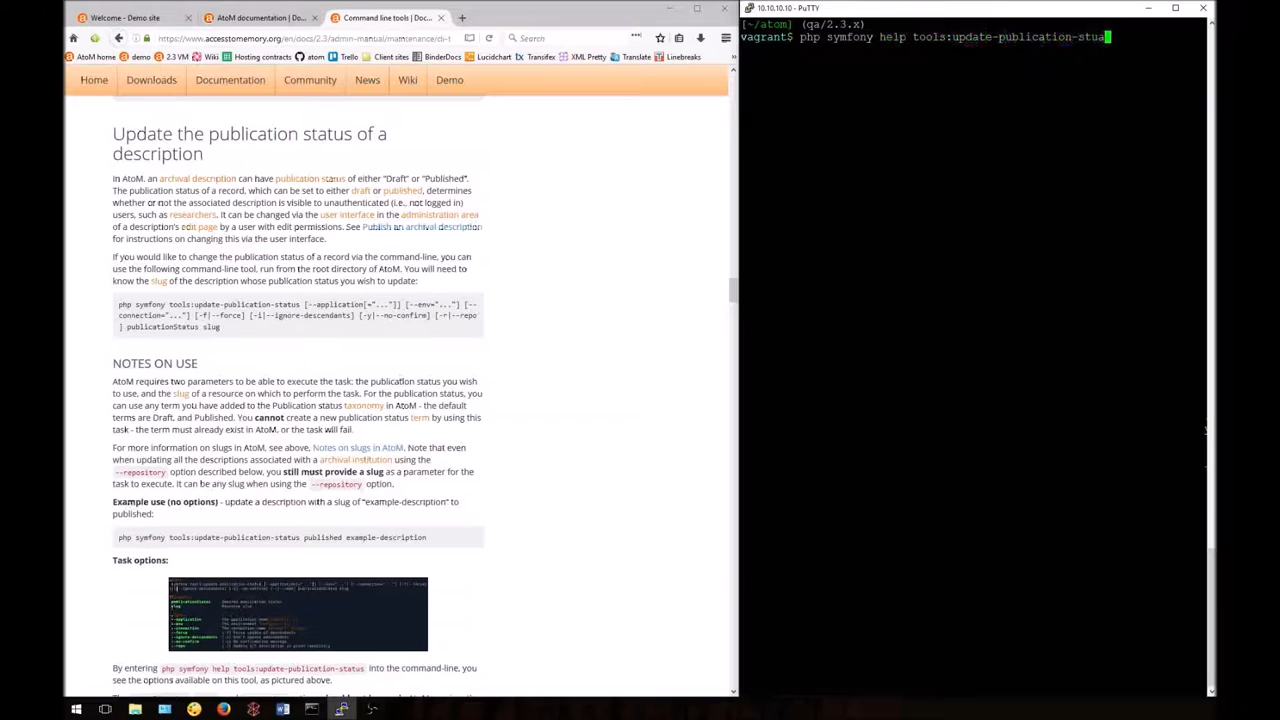 Welcome - Demo site
AtoM documentation | Doc...
Command line tools | Doc...
https://www.accesstomemory.org/en/docs/2.3/admin-manual/maintenance/cli-t
Search
AtoM home
demo
2.3 VM
Github
atom
Trello
Client sites
BinderDocs
Lucidchart
Transifex
XML Pretty
Translate
Linebreaks
Home
Downloads
Documentation
Community
News
Wiki
Demo
Update the publication status of a
description
In AtoM, an archival description can have publication status of either "Draft" or "Published".
The publication status of a record, which can be set to either draft or published, determines
whether or not the associated description is visible to unauthenticated (i.e., not logged in)
users, such as researchers. It can be changed via the user interface in the administration area
of a description's edit page by a user with edit permissions. See Publish an archival description
for instructions on changing this via the user interface.
If you would like to change the publication status of a record via the command-line, you can
use the following command-line tool, run from the root directory of AtoM. You will need to
know the slug of the description whose publication status you wish to update:
php symfony tools:update-publication-status [--application[="..."]] [--env="..."] [--
connection="..."] [-f|--force] [-i|--ignore-descendants] [-y|--no-confirm] [-r|--repo
] publicationStatus slug
NOTES ON USE
AtoM requires two parameters to be able to execute the task: the publication status you wish
to use, and the slug of a resource on which to perform the task. For the publication status, you
can use any term you have added to the Publication status taxonomy in AtoM - the default
terms are Draft, and Published. You cannot create a new publication status term by using this
task - the term must already exist in AtoM, or the task will fail.
For more information on slugs in AtoM, see above, Notes on slugs in AtoM. Note that even
when updating all the descriptions associated with a archival institution using the
--repository option described below, you still must provide a slug as a parameter for the
task to execute. It can be any slug when using the --repository option.
Example use (no options) - update a description with a slug of "example-description" to
published:
php symfony tools:update-publication-status published example-description
Task options:
By entering php symfony help tools:update-publication-status into the command-line, you
see the options available on this tool, as pictured above.
10.10.10.10 - PuTTY
[~/atom] (qa/2.3.x)
vagrant$ php symfony help tools:update-publication-stua